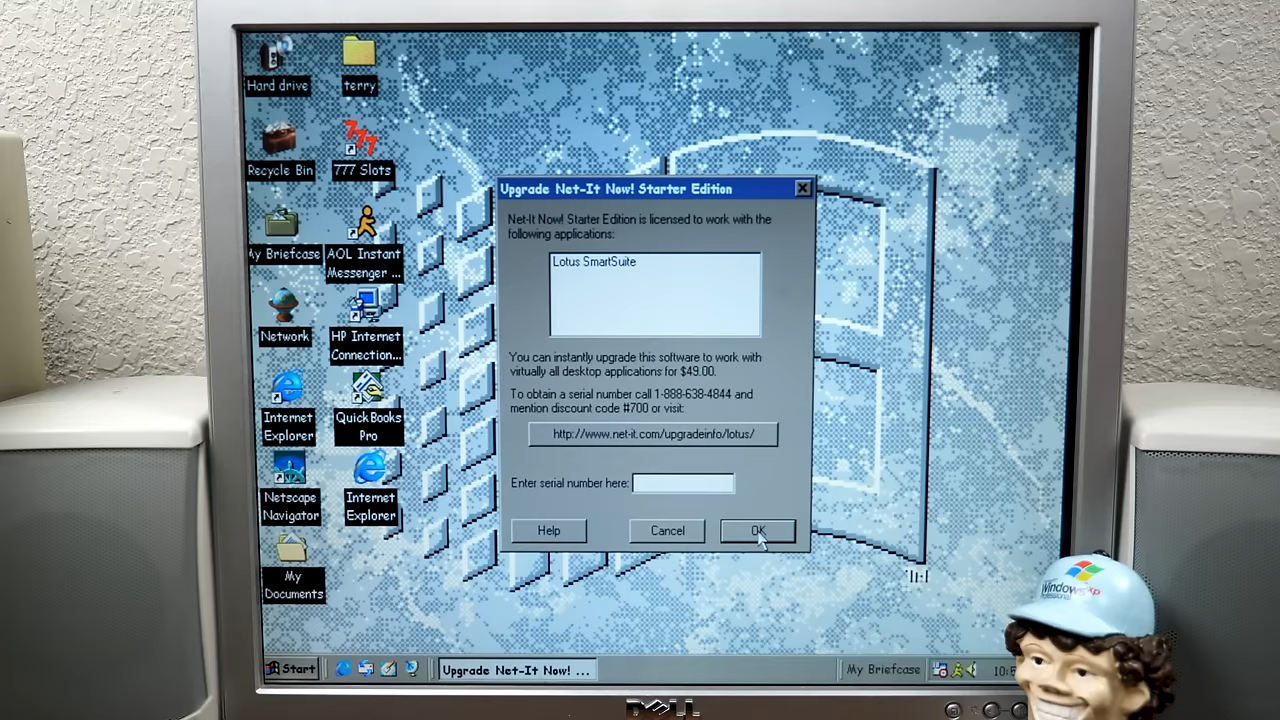 Hard drive
terry
Recycle Bin
777 Slots
My Briefcase
AOL Instant
Messenger ...
Network
HP Internet
Connection...
Internet
Explorer
QuickBooks
Pro
Netscape
Navigator
Internet
Explorer
My
Documents
Upgrade Net-It Now! Starter Edition
Net-It Now! Starter Edition is licensed to work with the
following applications:
Lotus SmartSuite
You can instantly upgrade this software to work with
virtually all desktop applications for $49.00.
To obtain a serial number call 1-888-638-4844 and
mention discount code #700 or visit:
http://www.net-it.com/upgradeinfo/lotus/
Enter serial number here:
Help
Cancel
OK
Start
Upgrade Net-It Now! ...
My Briefcase
DELL
Windows xp
Professional